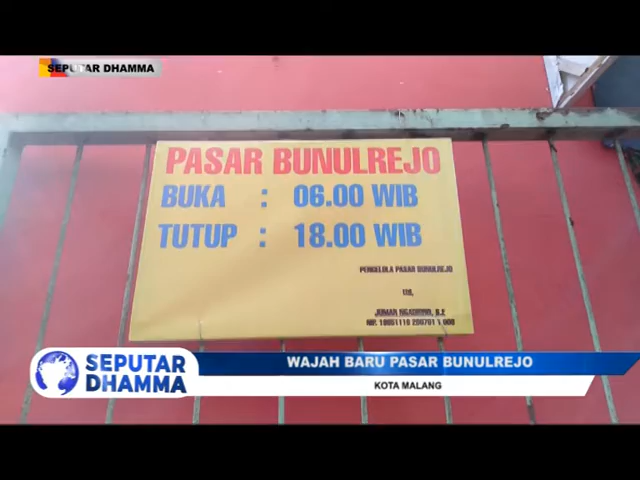 SEPUTAR DHAMMA
PASAR BUNULREJO
BUKA : 06.00 WIB
TUTUP : 18.00 WIB
PENGELOLA PASAR BUNULREJO
SEPUTAR DHAMMA
WAJAH BARU PASAR BUNULREJO
KOTA MALANG